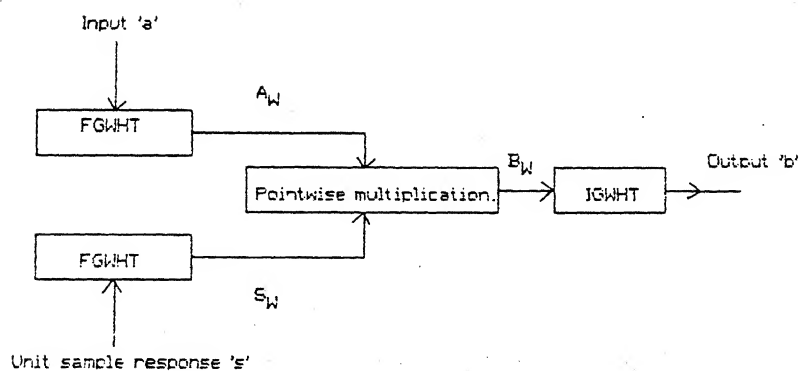 Input 'a'
A_W
FGWHT
B_W
Output 'b'
Pointwise multiplication.
IGWHT
FGWHT
S_W
Unit sample response 's'